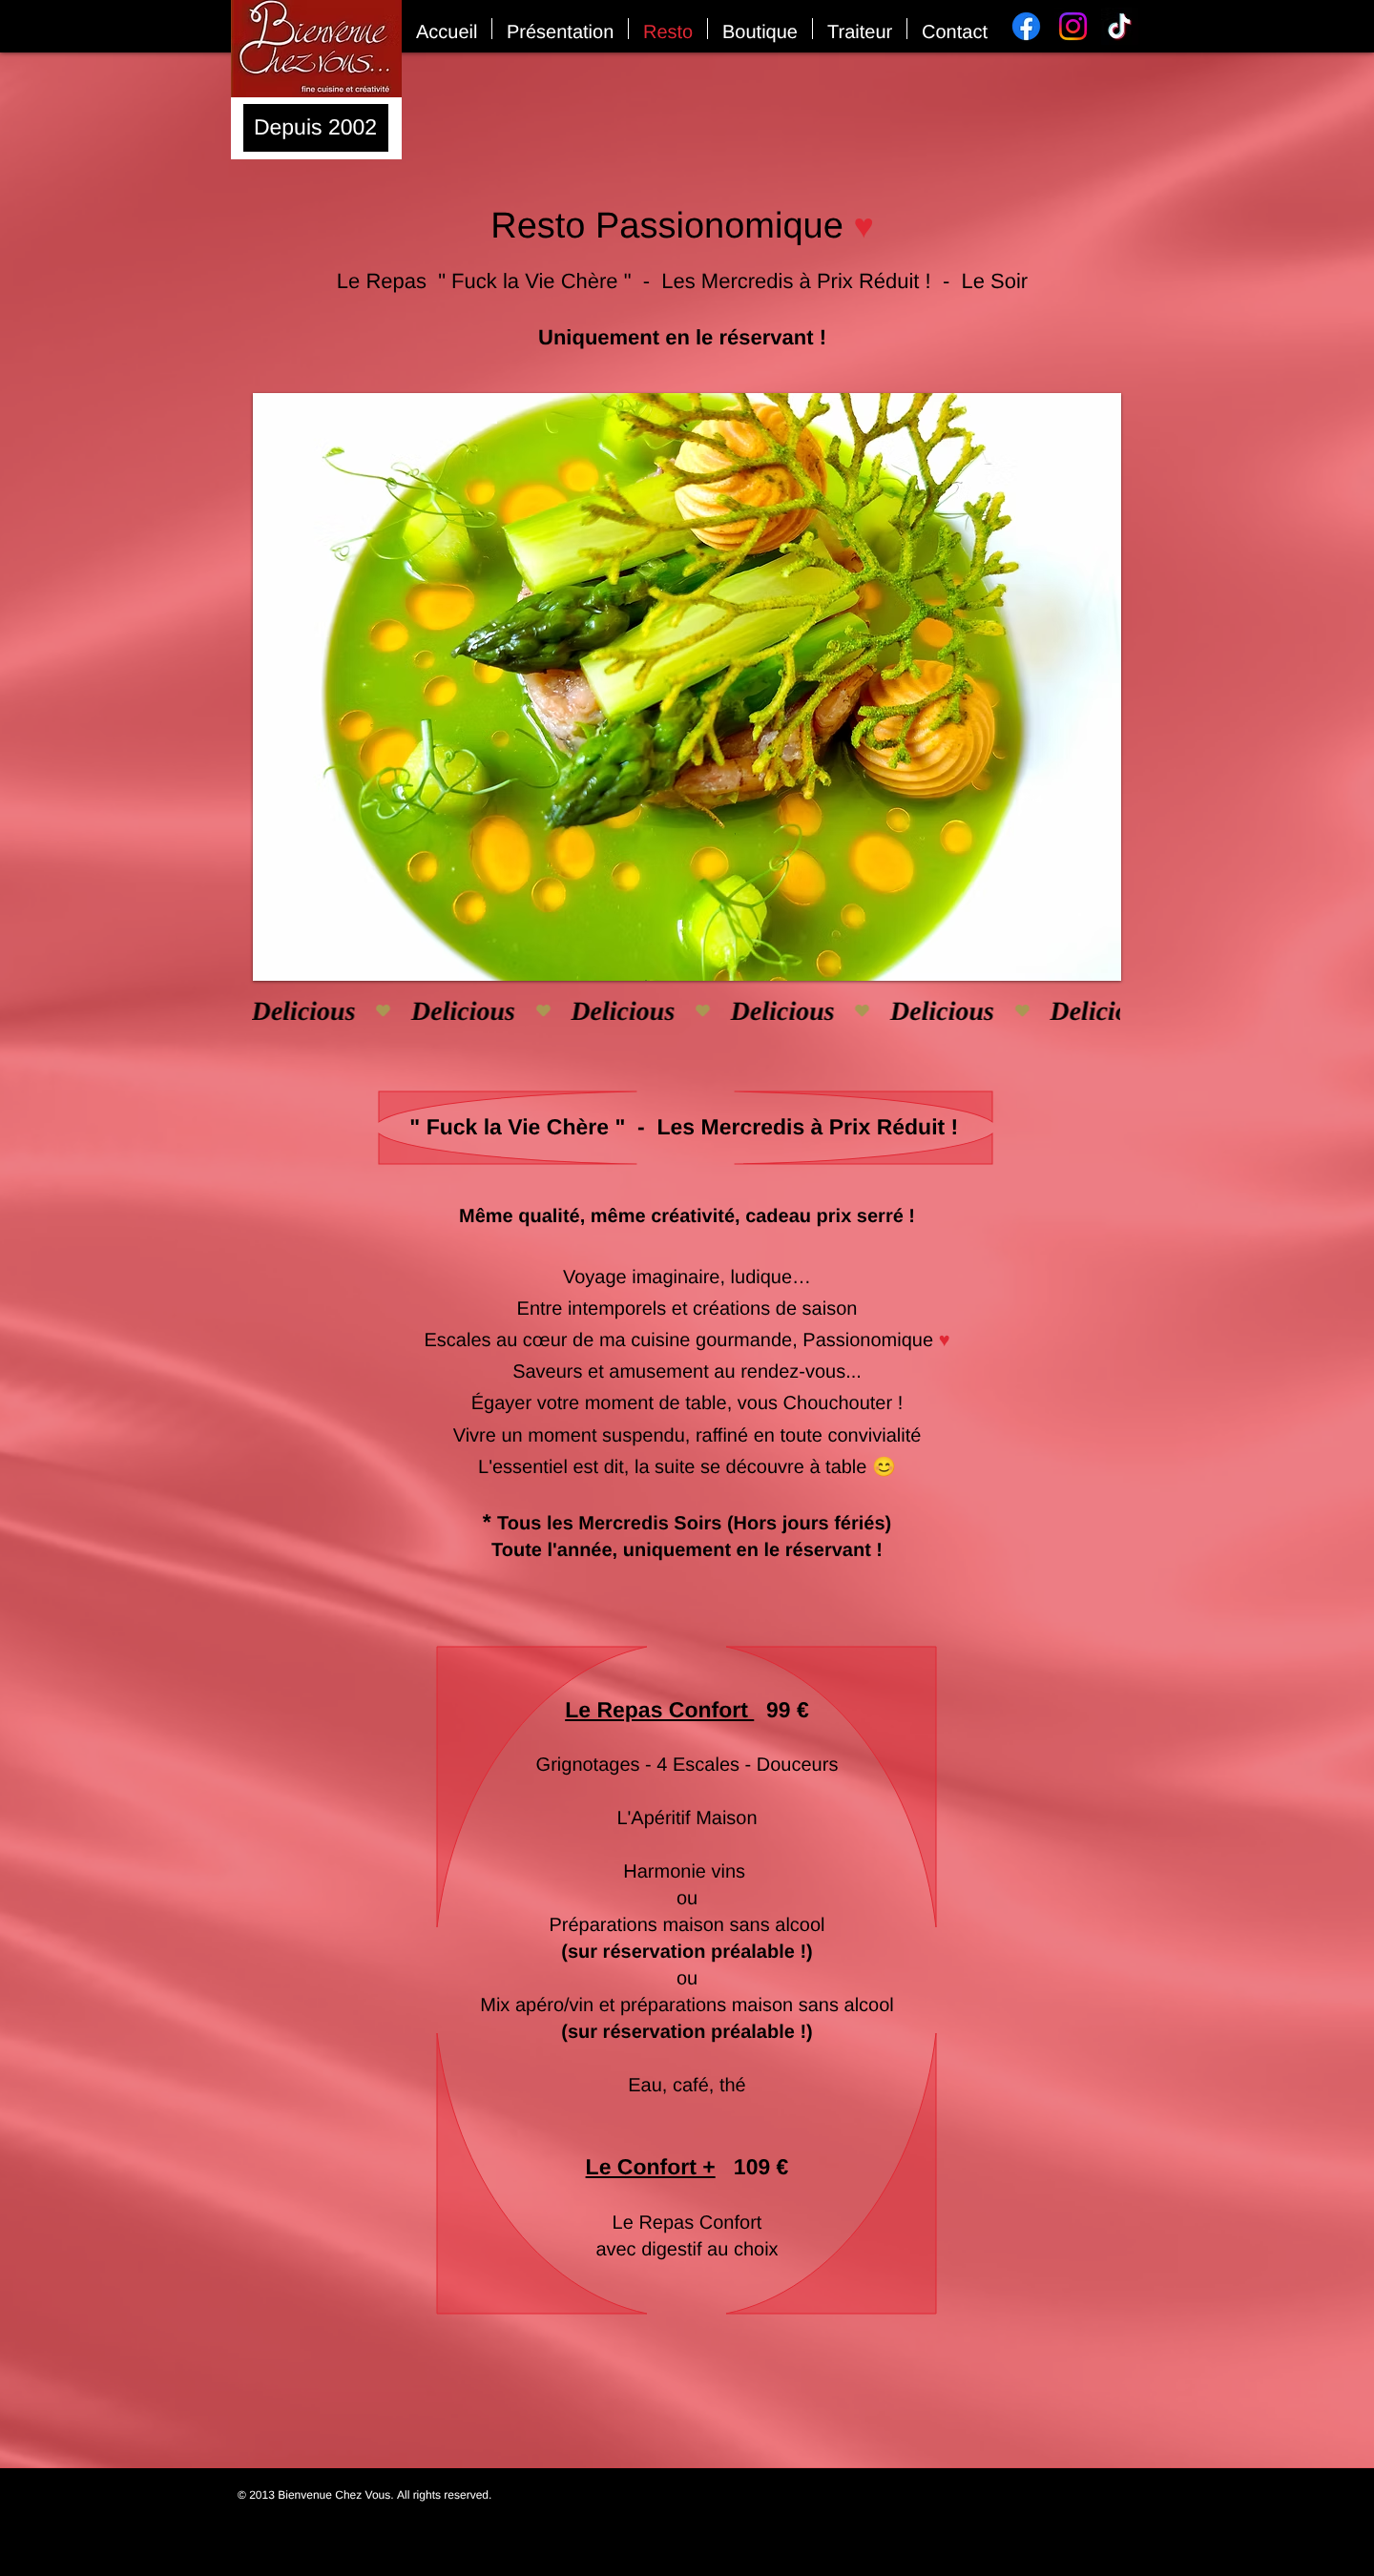 Bienvenue
Chez vous...
fine cuisine et créativité
Depuis 2002
Accueil
Présentation
Resto
Boutique
Traiteur
Contact
Resto Passionomique ♥
Le Repas " Fuck la Vie Chère " - Les Mercredis à Prix Réduit ! - Le Soir
Uniquement en le réservant !
Delicious ♥ Delicious ♥ Delicious ♥ Delicious ♥ Delicious ♥ Delicio
" Fuck la Vie Chère " - Les Mercredis à Prix Réduit !
Même qualité, même créativité, cadeau prix serré !
Voyage imaginaire, ludique…
Entre intemporels et créations de saison
Escales au cœur de ma cuisine gourmande, Passionomique ♥
Saveurs et amusement au rendez-vous...
Égayer votre moment de table, vous Chouchouter !
Vivre un moment suspendu, raffiné en toute convivialité
L'essentiel est dit, la suite se découvre à table 😊
* Tous les Mercredis Soirs (Hors jours fériés)
Toute l'année, uniquement en le réservant !
Le Repas Confort 99 €
Grignotages - 4 Escales - Douceurs
L'Apéritif Maison
Harmonie vins
ou
Préparations maison sans alcool
(sur réservation préalable !)
ou
Mix apéro/vin et préparations maison sans alcool
(sur réservation préalable !)
Eau, café, thé
Le Confort + 109 €
Le Repas Confort
avec digestif au choix
© 2013 Bienvenue Chez Vous. All rights reserved.